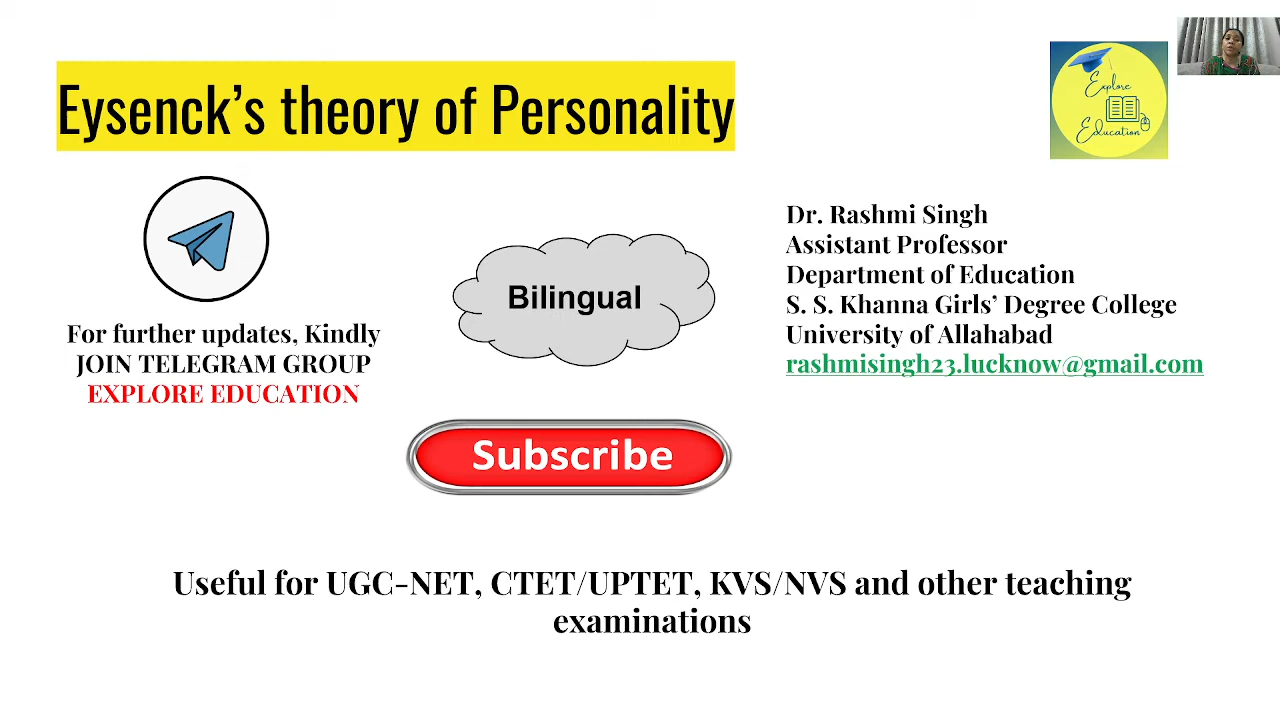 Eysenck's theory of Personality
Explore
Education
For further updates, Kindly
JOIN TELEGRAM GROUP
EXPLORE EDUCATION
Bilingual
Subscribe
Dr. Rashmi Singh
Assistant Professor
Department of Education
S. S. Khanna Girls' Degree College
University of Allahabad
rashmisingh23.lucknow@gmail.com
Useful for UGC-NET, CTET/UPTET, KVS/NVS and other teaching
examinations